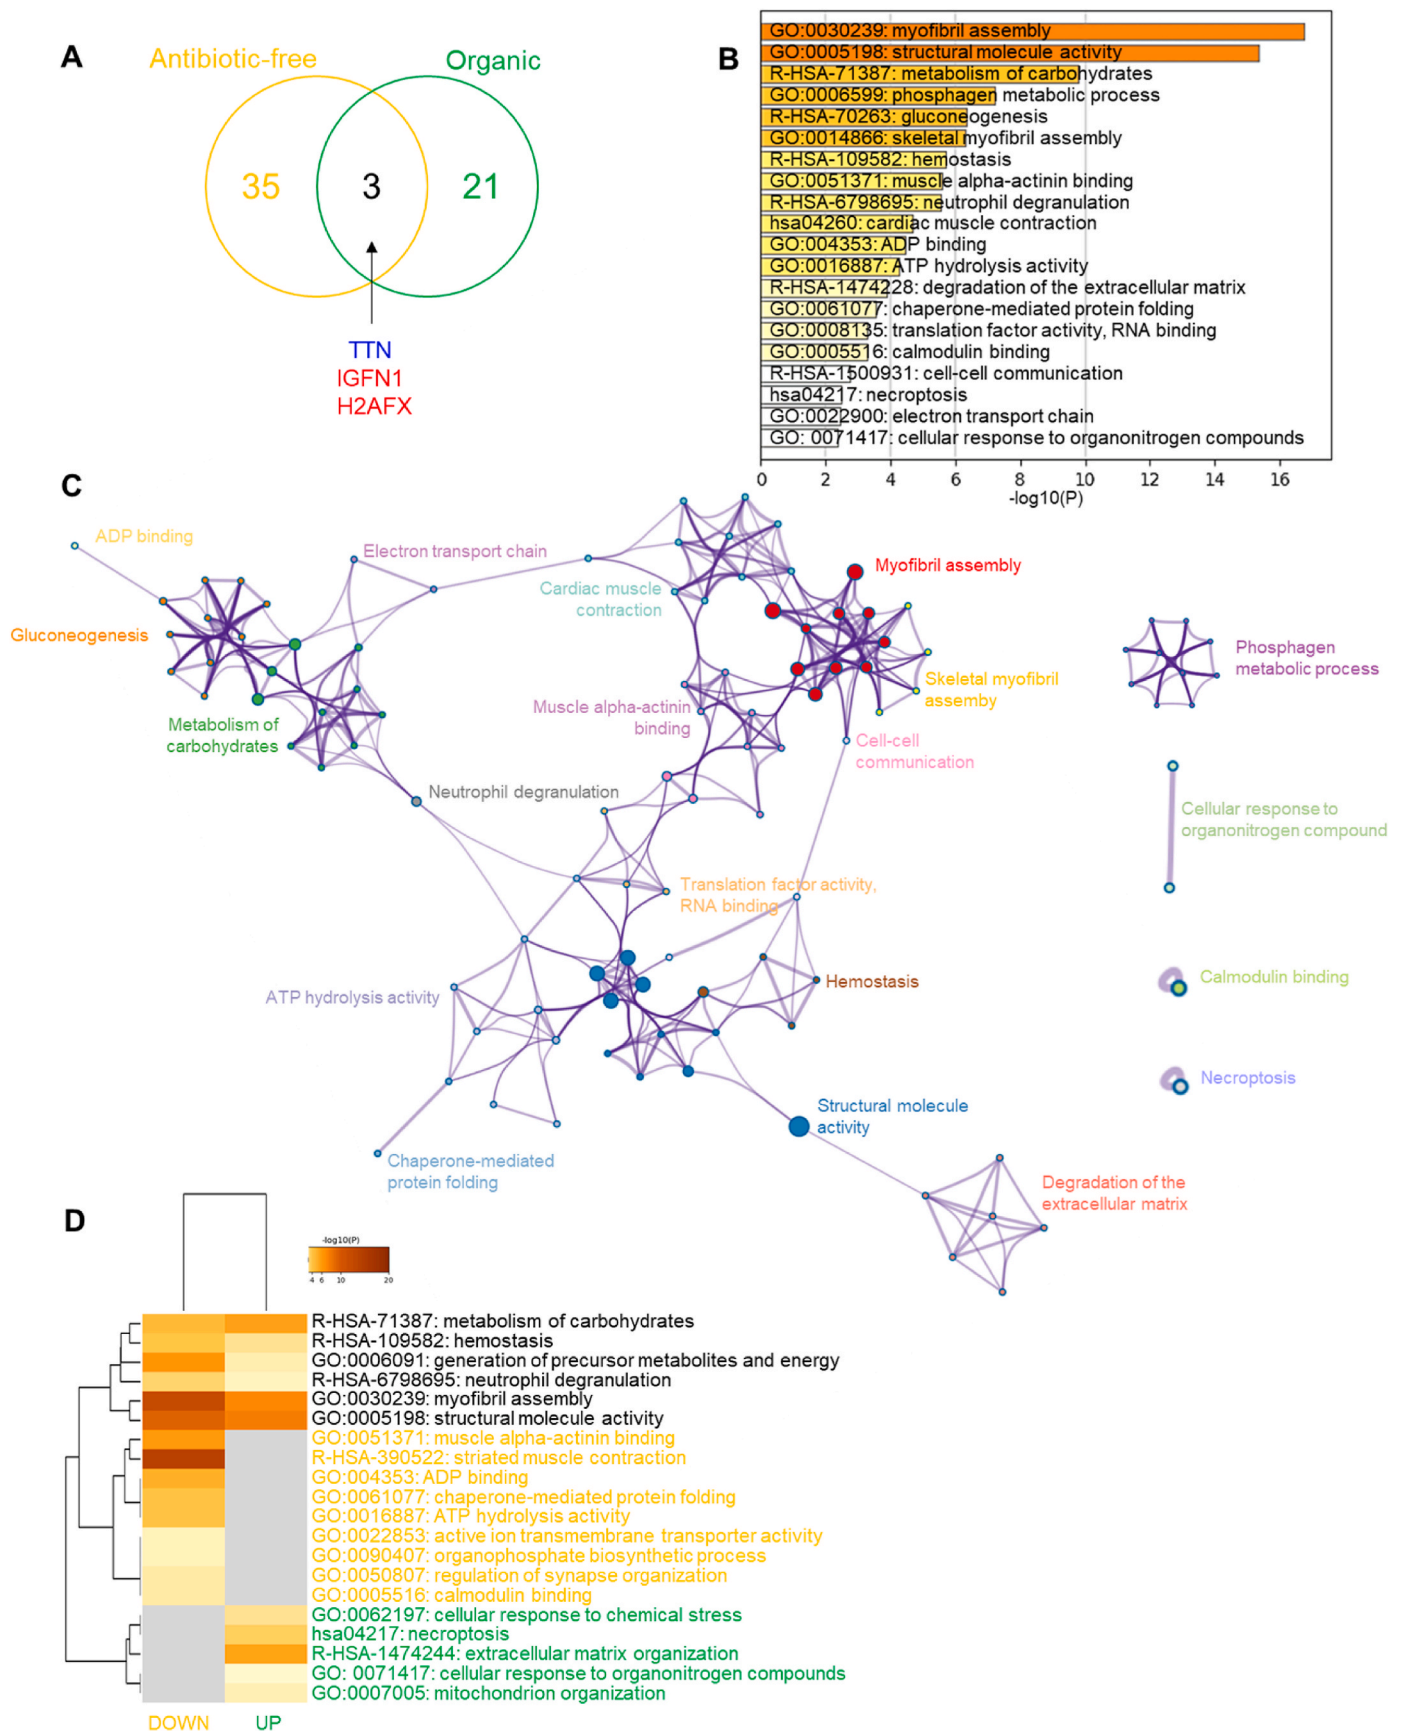 A
Antibiotic-free
Organic
35
3
21
TTN
IGFN1
H2AFX
B
GO:0030239: myofibril assembly
GO:0005198: structural molecule activity
R-HSA-71387: metabolism of carbohydrates
GO:0006599: phosphagen metabolic process
R-HSA-70263: gluconeogenesis
GO:0014866: skeletal myofibril assembly
R-HSA-109582: hemostasis
GO:0051371: muscle alpha-actinin binding
R-HSA-6798695: neutrophil degranulation
hsa04260: cardiac muscle contraction
GO:004353: ADP binding
GO:0016887: ATP hydrolysis activity
R-HSA-1474228: degradation of the extracellular matrix
GO:0061077: chaperone-mediated protein folding
GO:0008135: translation factor activity, RNA binding
GO:0005516: calmodulin binding
R-HSA-1500931: cell-cell communication
hsa04217: necroptosis
GO:0022900: electron transport chain
GO: 0071417: cellular response to organonitrogen compounds
0 2 4 6 8 10 12 14 16
-log10(P)
C
ADP binding
Electron transport chain
Cardiac muscle
contraction
Myofibril assembly
Gluconeogenesis
Phosphagen
metabolic process
Skeletal myofibril
assemby
Muscle alpha-actinin
binding
Metabolism of
carbohydrates
Cell-cell
communication
Neutrophil degranulation
Cellular response to
organonitrogen compound
Translation factor activity,
RNA binding
Hemostasis
Calmodulin binding
ATP hydrolysis activity
Necroptosis
Structural molecule
activity
Chaperone-mediated
protein folding
Degradation of the
extracellular matrix
D
-log10(P)
4 6 10 20
R-HSA-71387: metabolism of carbohydrates
R-HSA-109582: hemostasis
GO:0006091: generation of precursor metabolites and energy
R-HSA-6798695: neutrophil degranulation
GO:0030239: myofibril assembly
GO:0005198: structural molecule activity
GO:0051371: muscle alpha-actinin binding
R-HSA-390522: striated muscle contraction
GO:004353: ADP binding
GO:0061077: chaperone-mediated protein folding
GO:0016887: ATP hydrolysis activity
GO:0022853: active ion transmembrane transporter activity
GO:0090407: organophosphate biosynthetic process
GO:0050807: regulation of synapse organization
GO:0005516: calmodulin binding
GO:0062197: cellular response to chemical stress
hsa04217: necroptosis
R-HSA-1474244: extracellular matrix organization
GO: 0071417: cellular response to organonitrogen compounds
GO:0007005: mitochondrion organization
DOWN
UP